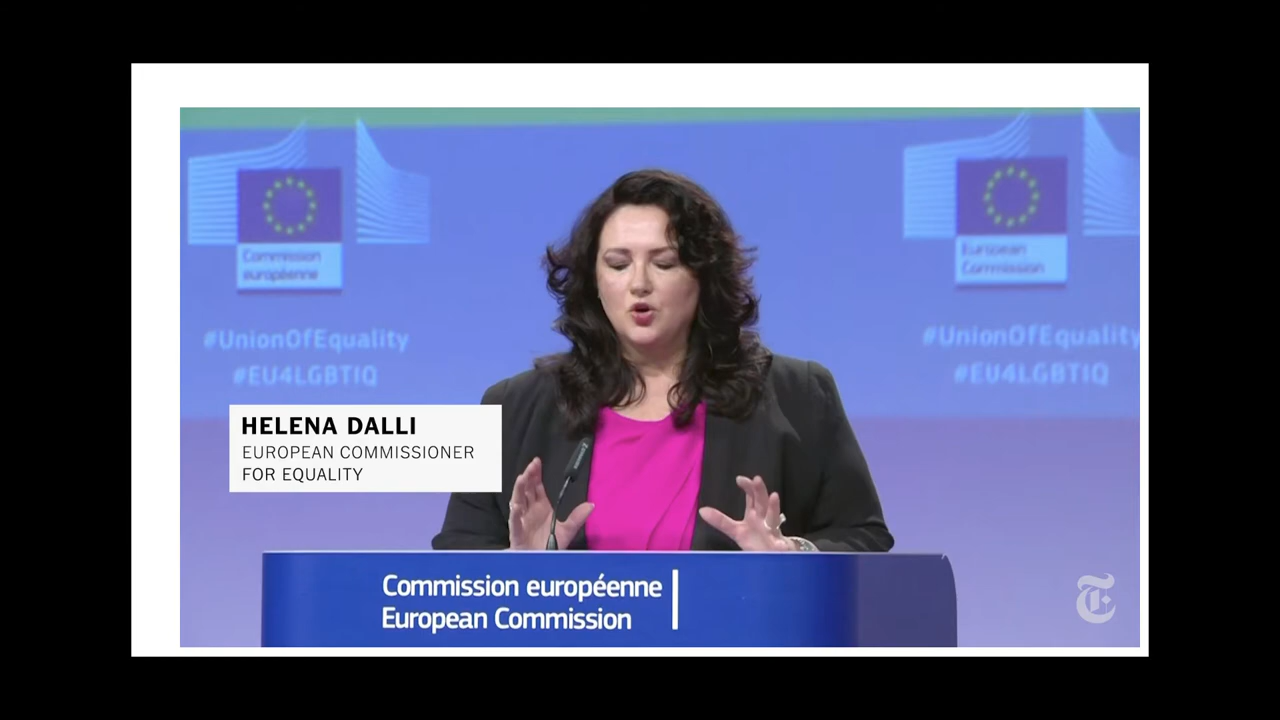 Commission
européenne
#UnionOfEquality
#EU4LGBTIQ
European
Commission
#UnionOfEquality
#EU4LGBTIQ
HELENA DALLI
EUROPEAN COMMISSIONER
FOR EQUALITY
Commission européenne
European Commission
T